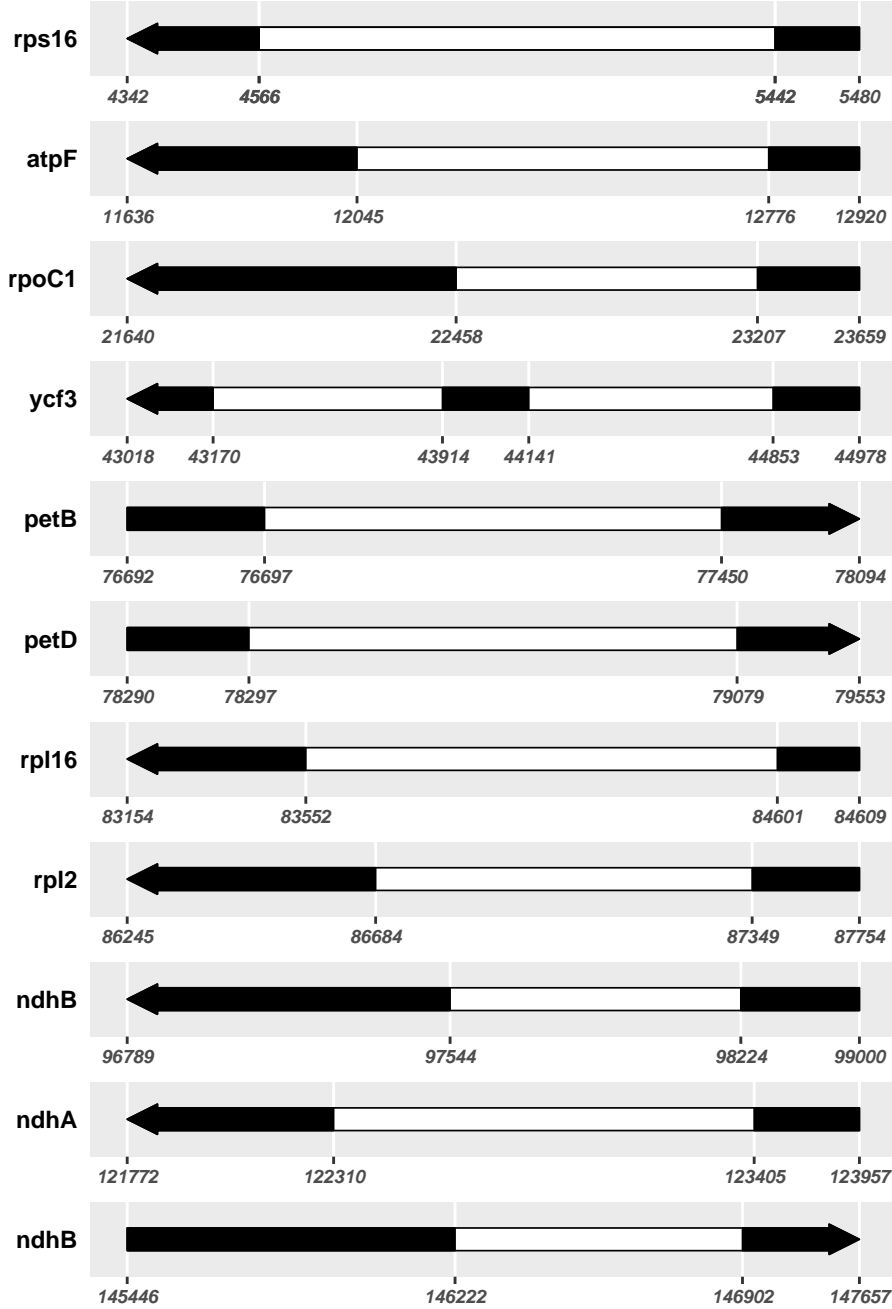 rps16
4342 4566 5442 5480
atpF
11636 12045 12776 12920
rpoC1
21640 22458 23207 23659
ycf3
43018 43170 43914 44141 44853 44978
petB
76692 76697 77450 78094
petD
78290 78297 79079 79553
rpl16
83154 83552 84601 84609
rpl2
86245 86684 87349 87754
ndhB
96789 97544 98224 99000
ndhA
121772 122310 123405 123957
ndhB
145446 146222 146902 147657